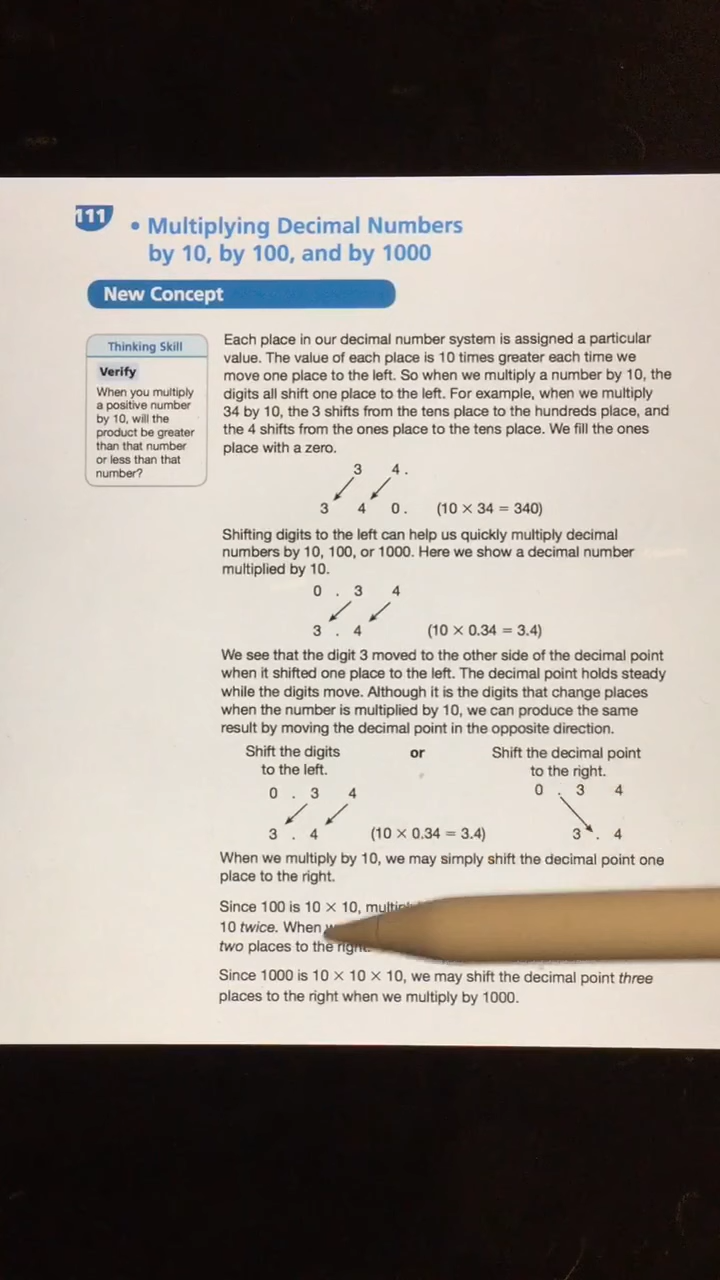 111
• Multiplying Decimal Numbers
by 10, by 100, and by 1000
New Concept
Thinking Skill
Verify
When you multiply
a positive number
by 10, will the
product be greater
than that number
or less than that
number?
Each place in our decimal number system is assigned a particular
value. The value of each place is 10 times greater each time we
move one place to the left. So when we multiply a number by 10, the
digits all shift one place to the left. For example, when we multiply
34 by 10, the 3 shifts from the tens place to the hundreds place, and
the 4 shifts from the ones place to the tens place. We fill the ones
place with a zero.
3 4.
3 4 0. (10 × 34 = 340)
Shifting digits to the left can help us quickly multiply decimal
numbers by 10, 100, or 1000. Here we show a decimal number
multiplied by 10.
0 . 3 4
3 . 4 (10 × 0.34 = 3.4)
We see that the digit 3 moved to the other side of the decimal point
when it shifted one place to the left. The decimal point holds steady
while the digits move. Although it is the digits that change places
when the number is multiplied by 10, we can produce the same
result by moving the decimal point in the opposite direction.
Shift the digits or Shift the decimal point
to the left. to the right.
0 . 3 4 0 . 3 4
3 . 4 (10 × 0.34 = 3.4) 3 . 4
When we multiply by 10, we may simply shift the decimal point one
place to the right.
Since 100 is 10 × 10,
10 twice. When
two places to the right.
Since 1000 is 10 × 10 × 10, we may shift the decimal point three
places to the right when we multiply by 1000.